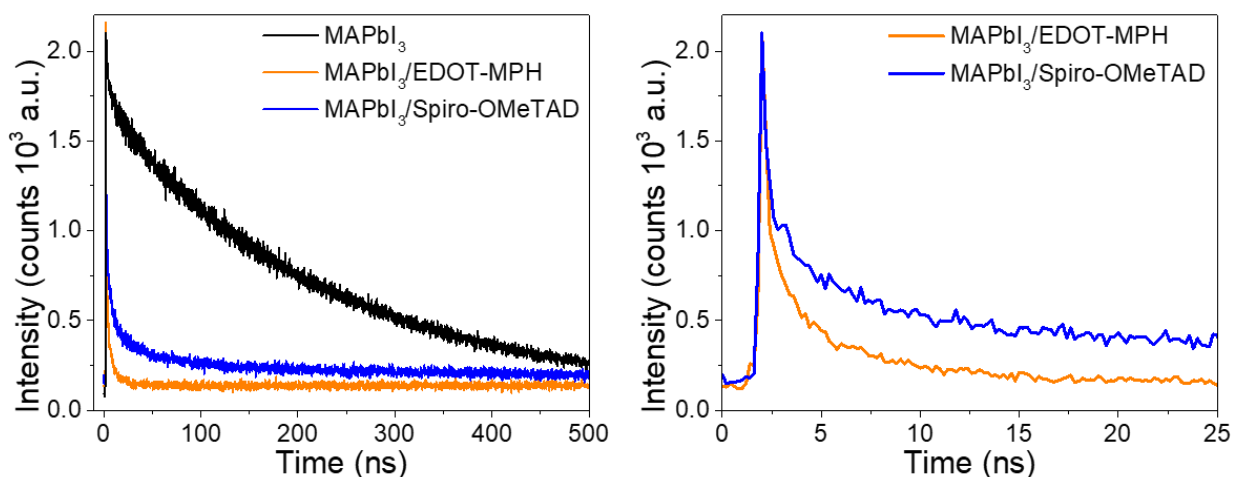 MAPbI₃
MAPbI₃/EDOT-MPH
MAPbI₃/Spiro-OMeTAD
Intensity (counts 10³ a.u.)
2.0
1.5
1.0
0.5
0.0
0 100 200 300 400 500
Time (ns)
MAPbI₃/EDOT-MPH
MAPbI₃/Spiro-OMeTAD
Intensity (counts 10³ a.u.)
2.0
1.5
1.0
0.5
0.0
0 5 10 15 20 25
Time (ns)